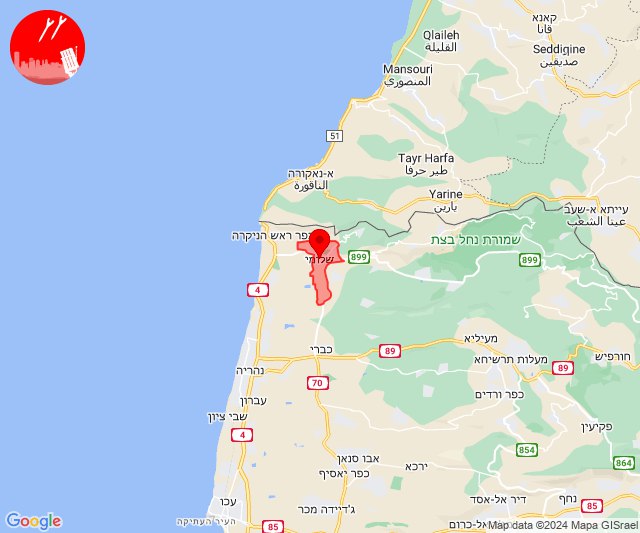 קאנא
قانا
Qlaileh
القليلة
Seddiqine
صديقين
Mansouri
المنصوري
51
Tayr Harfa
طير حرفا
א-נאקורה
الناقورة
Yarine
يارين
עייתא א-שעב
عيتا الشعب
כפר ראש הניקרה
שמורת נחל בצת
שלומי
899
899
4
כברי
89
מעיליא
מעלות תרשיחא
חורפיש
89
נהריה
70
כפר ורדים
עברון
שבי ציון
פקיעין
4
854
864
אבו סנאן
כפר יאסיף
ירכא
עכו
נחף
דיר אל-אסד
ג'דיידה מכר
העיר העתיקה
85
85
אל-כרום
Google
Map data ©2024 Mapa GISrael